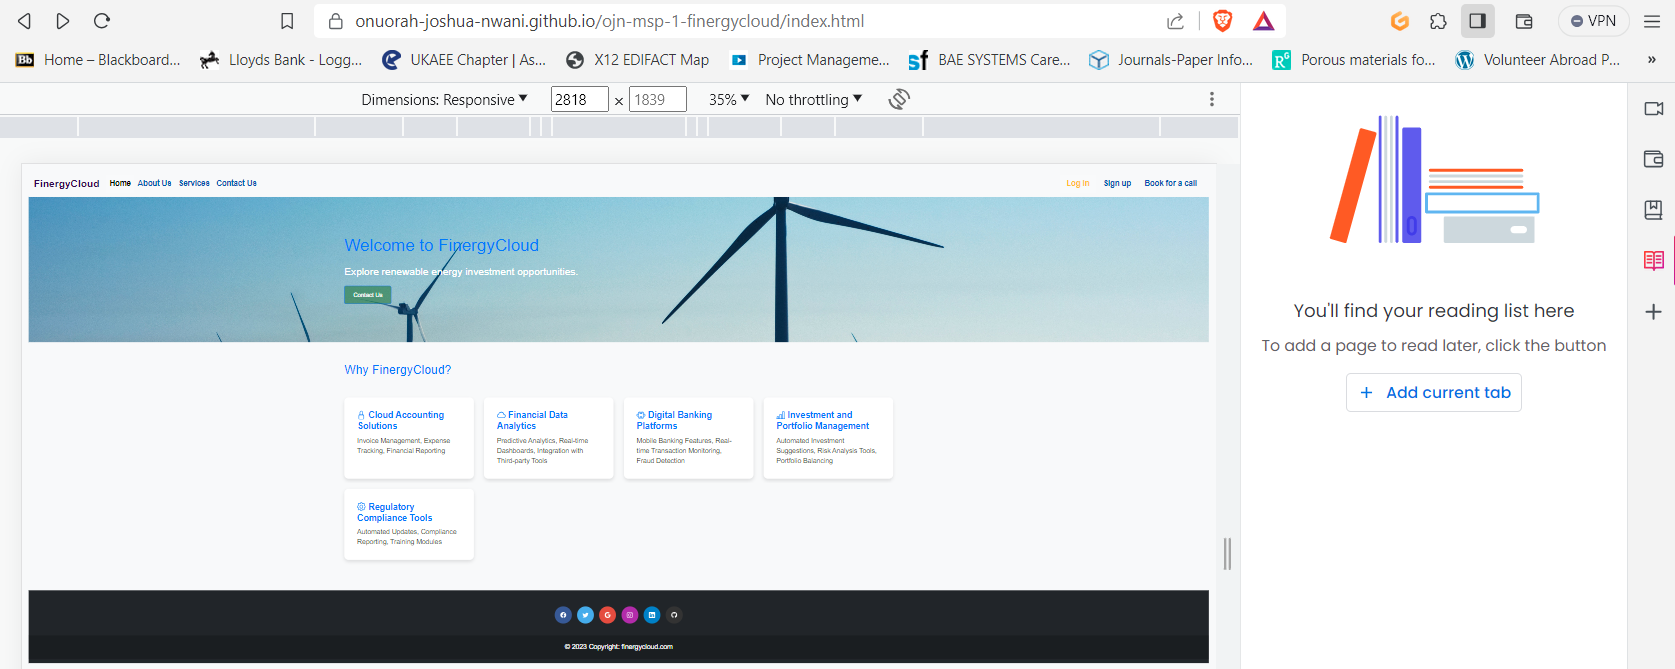 onuorah-joshua-nwani.github.io/ojn-msp-1-finergycloud/index.html
VPN
Bb Home – Blackboard...
Lloyds Bank - Logg...
UKAEE Chapter | As...
X12 EDIFACT Map
Project Manageme...
sf BAE SYSTEMS Care...
Journals-Paper Info...
R Porous materials fo...
Volunteer Abroad P...
»
Dimensions: Responsive 2818 × 1839 35% No throttling
FinergyCloud Home About Us Services Contact Us Log In Sign up Book for a call
Welcome to FinergyCloud
Explore renewable energy investment opportunities.
Contact Us
Why FinergyCloud?
Cloud Accounting
Solutions
Invoice Management, Expense
Tracking, Financial Reporting
Financial Data
Analytics
Predictive Analytics, Real-time
Dashboards, Integration with
Third-party Tools
Digital Banking
Platforms
Mobile Banking Features, Real-
time Transaction Monitoring,
Fraud Detection
Investment and
Portfolio Management
Automated Investment
Suggestions, Risk Analysis Tools,
Portfolio Balancing
Regulatory
Compliance Tools
Automated Updates, Compliance
Reporting, Training Modules
© 2023 Copyright: finergycloud.com
You'll find your reading list here
To add a page to read later, click the button
+ Add current tab